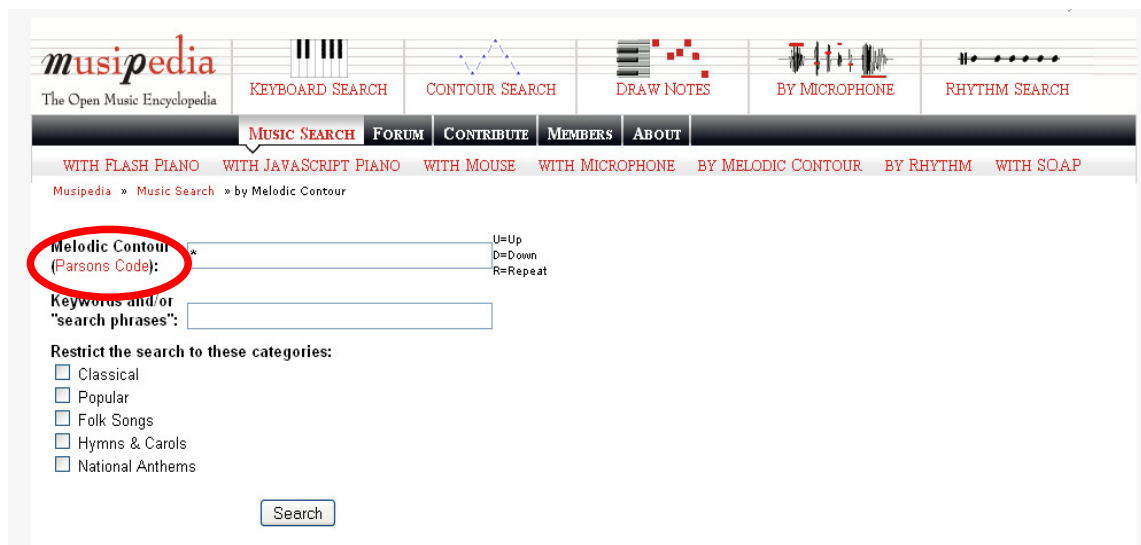 musipedia
The Open Music Encyclopedia
KEYBOARD SEARCH CONTOUR SEARCH DRAW NOTES BY MICROPHONE RHYTHM SEARCH
MUSIC SEARCH FORUM CONTRIBUTE MEMBERS ABOUT
WITH FLASH PIANO WITH JAVASCRIPT PIANO WITH MOUSE WITH MICROPHONE BY MELODIC CONTOUR BY RHYTHM WITH SOAP
Musipedia » Music Search » by Melodic Contour
Melodic Contour
(Parsons Code):
*
U=Up
D=Down
R=Repeat
Keywords and/or
"search phrases":
Restrict the search to these categories:
Classical
Popular
Folk Songs
Hymns & Carols
National Anthems
Search